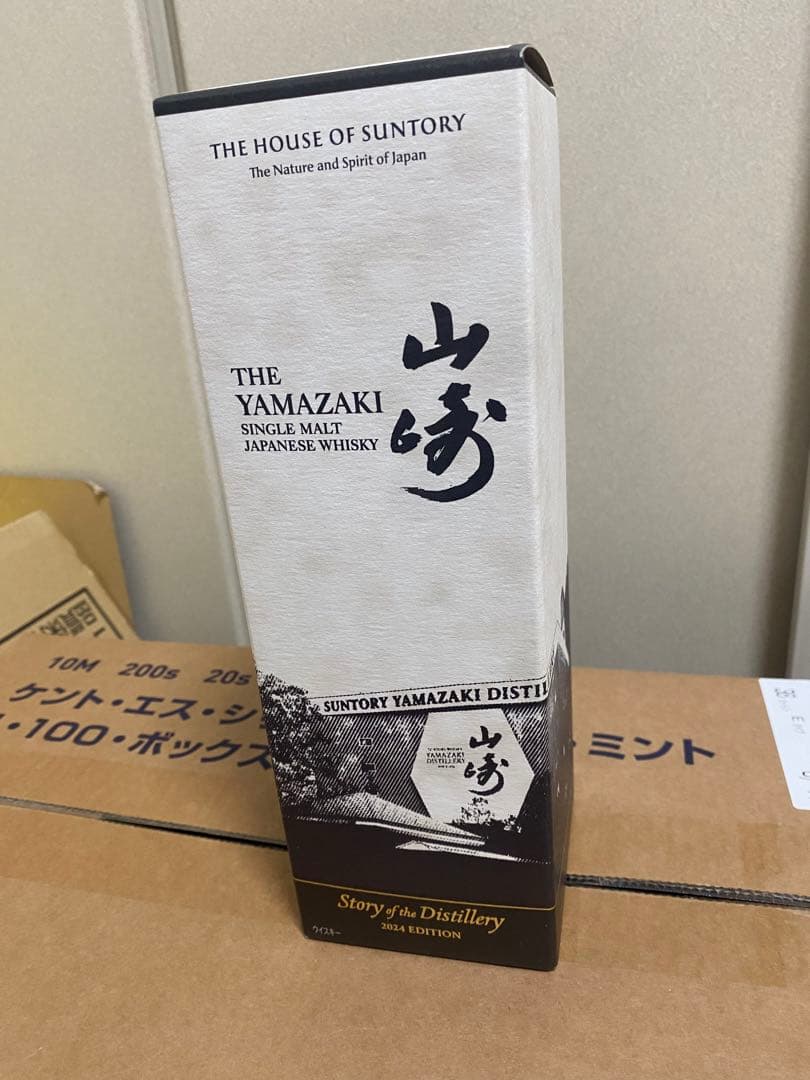 THE HOUSE OF SUNTORY
The Nature and Spirit of Japan
山崎
THE
YAMAZAKI
SINGLE MALT
JAPANESE WHISKY
SUNTORY YAMAZAKI DISTIL
山崎
YAMAZAKI
DISTILLERY
Story of the Distillery
2024 EDITION
ウイスキー
10M 200s 20s
ケント・エス・シ
・100・ボックス
・ミント